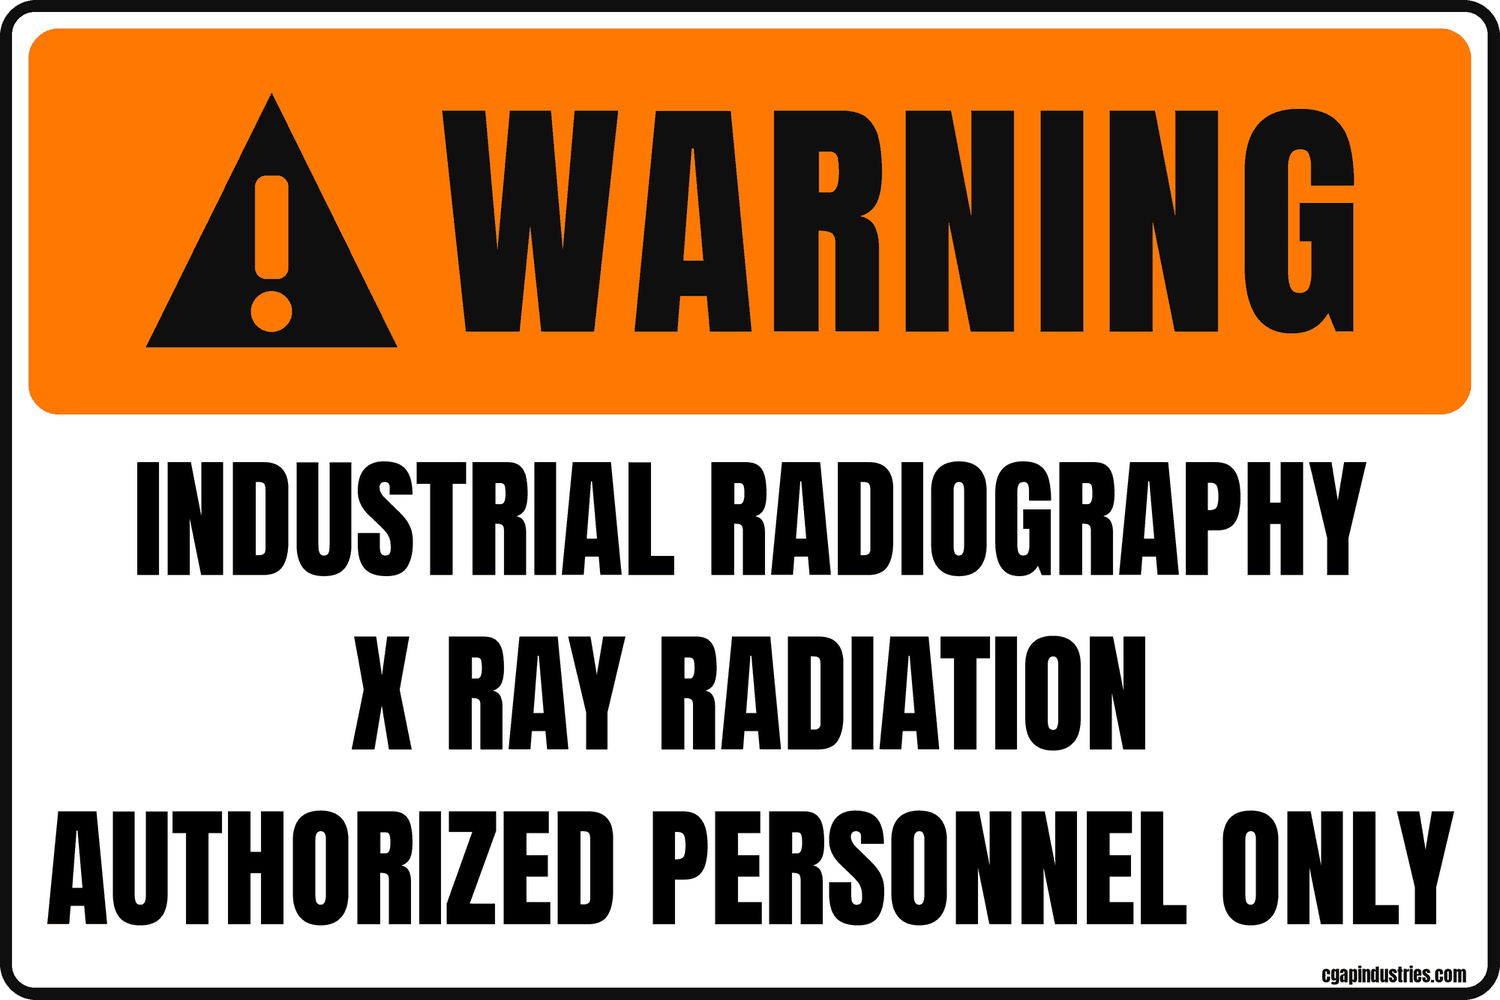 WARNING
INDUSTRIAL RADIOGRAPHY
X RAY RADIATION
AUTHORIZED PERSONNEL ONLY
cgapindustries.com